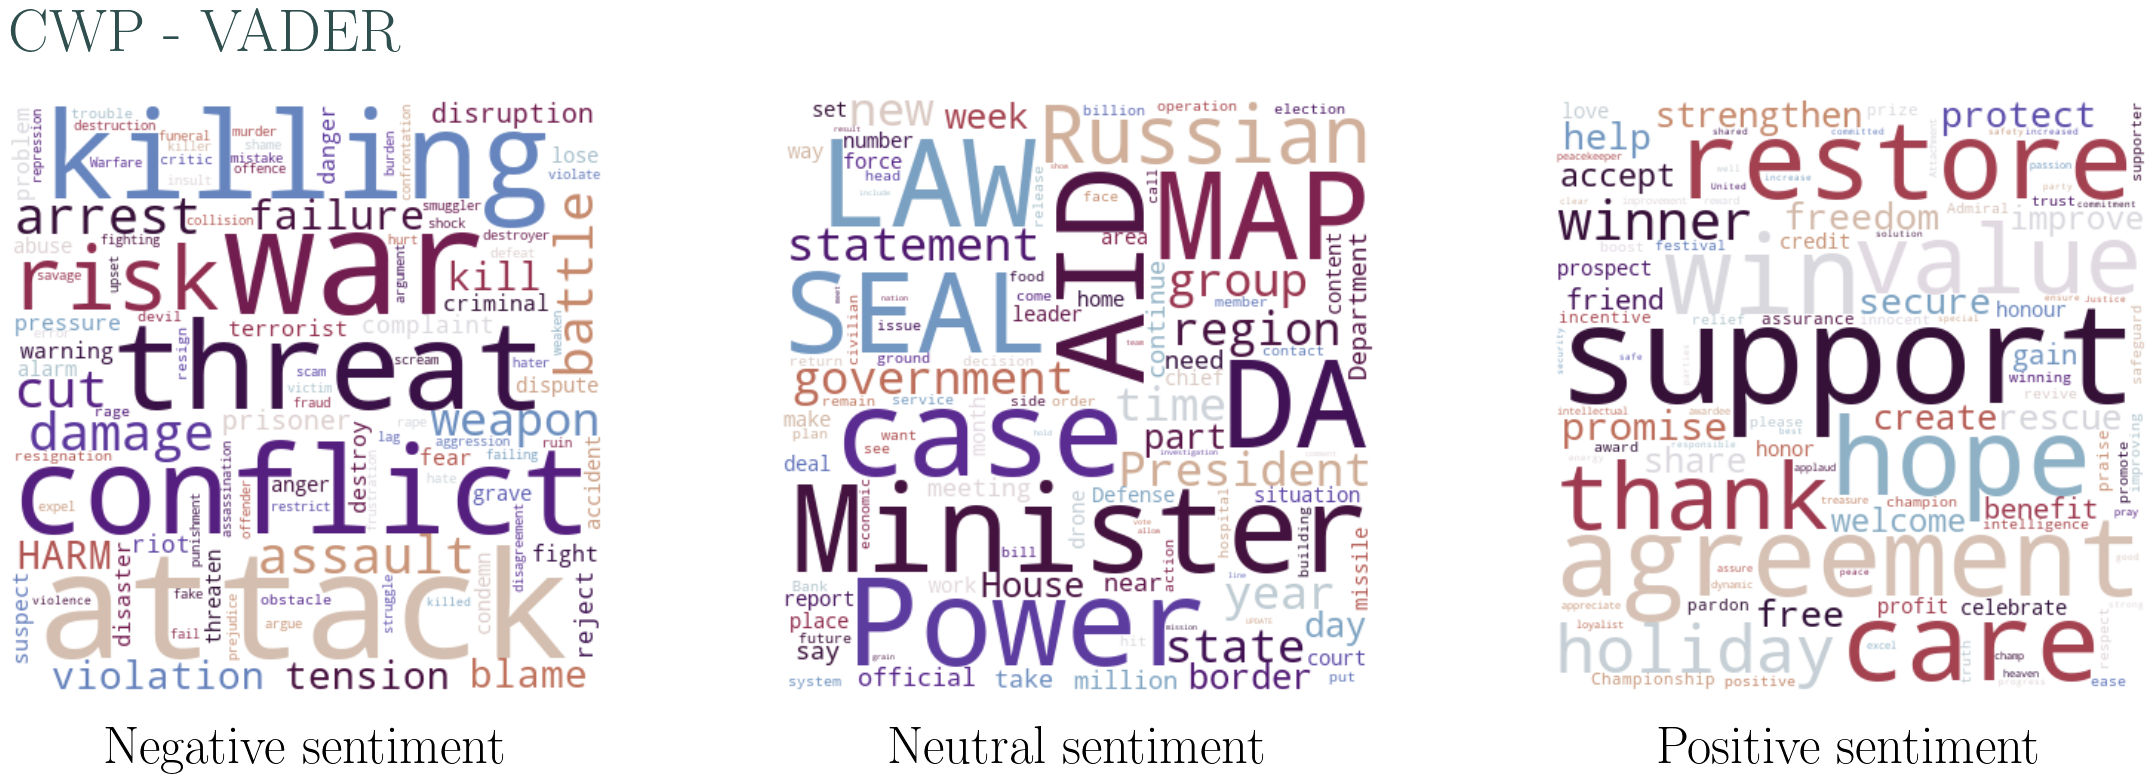 CWP - VADER
problem
repression
trouble
destruction
killing
funeral
killer
murder
shame
Warfare
critic
mistake
offence
insult
danger
burden
confrontation
disruption
lose
violate
arrest
collision
failure
smuggler
shock
destroyer
abuse
fighting
hurt
defeat
savage
upset
risk
war
argument
kill
criminal
battle
devil
pressure
error
terrorist
complaint
weaken
warning
alarm
resign
threat
scream
hater
scam
victim
fraud
cut
dispute
rage
prisoner
rape
weapon
damage
lag
aggression
failing
ruin
resignation
destroy
fear
hate
accident
conflict
assassination
offender
anger
restrict
frustration
grave
expel
punishment
disagreement
HARM
riot
assault
condemn
fight
disaster
threaten
attack
suspect
violence
fake
obstacle
struggle
killed
reject
fail
prejudice
argue
violation
tension
blame
Negative sentiment
set
new
week
billion
operation
election
result
number
Russian
way
force
head
LAW
show
call
include
release
face
AID
MAP
statement
area
group
content
Department
SEAL
food
come
leader
home
continue
member
meet
nation
issue
civilian
region
return
ground
decision
team
need
contact
government
chief
DA
remain
service
side
order
time
make
plan
case
want
see
month
hold
part
investigation
comment
deal
President
economic
meeting
Defense
situation
Minister
drone
vote
allow
hospital
building
bill
action
line
missile
Bank
work
House
near
year
report
place
Power
UPDATE
day
future
say
mission
hit
state
court
grain
system
official
take
million
border
put
Neutral sentiment
love
strengthen
prize
protect
help
shared
committed
safety
increased
supporter
peacekeeper
restore
accept
well
United
increase
Attachment
passion
party
clear
improvement
reward
trust
commitment
winner
freedom
Admiral
improve
boost
festival
credit
solution
prospect
win
value
friend
secure
honour
ensure
Justice
incentive
relief
assurance
innocent
special
safeguard
security
safe
support
parties
gain
winning
revive
intellectual
awardee
promise
please
best
create
rescue
award
responsible
hope
energy
share
honor
applaud
praise
promote
improving
thank
treasure
champion
benefit
welcome
intelligence
pray
agreement
good
assure
dynamic
peace
appreciate
pardon
free
profit
celebrate
strong
loyalist
holiday
excel
care
truth
champ
heaven
progress
respect
Championship
positive
ease
Positive sentiment